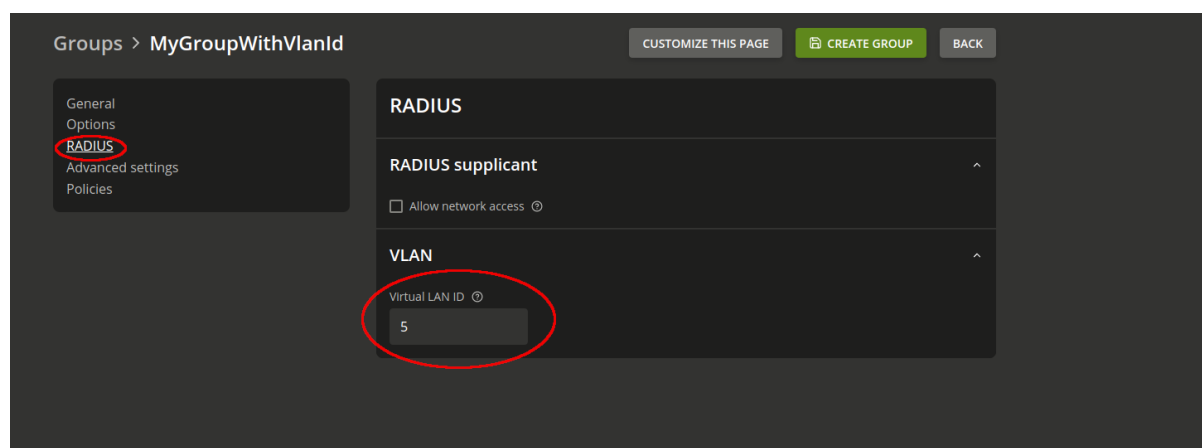 Groups > MyGroupWithVlanId
CUSTOMIZE THIS PAGE
CREATE GROUP
BACK
General
Options
RADIUS
Advanced settings
Policies
RADIUS
RADIUS supplicant
Allow network access
VLAN
Virtual LAN ID
5